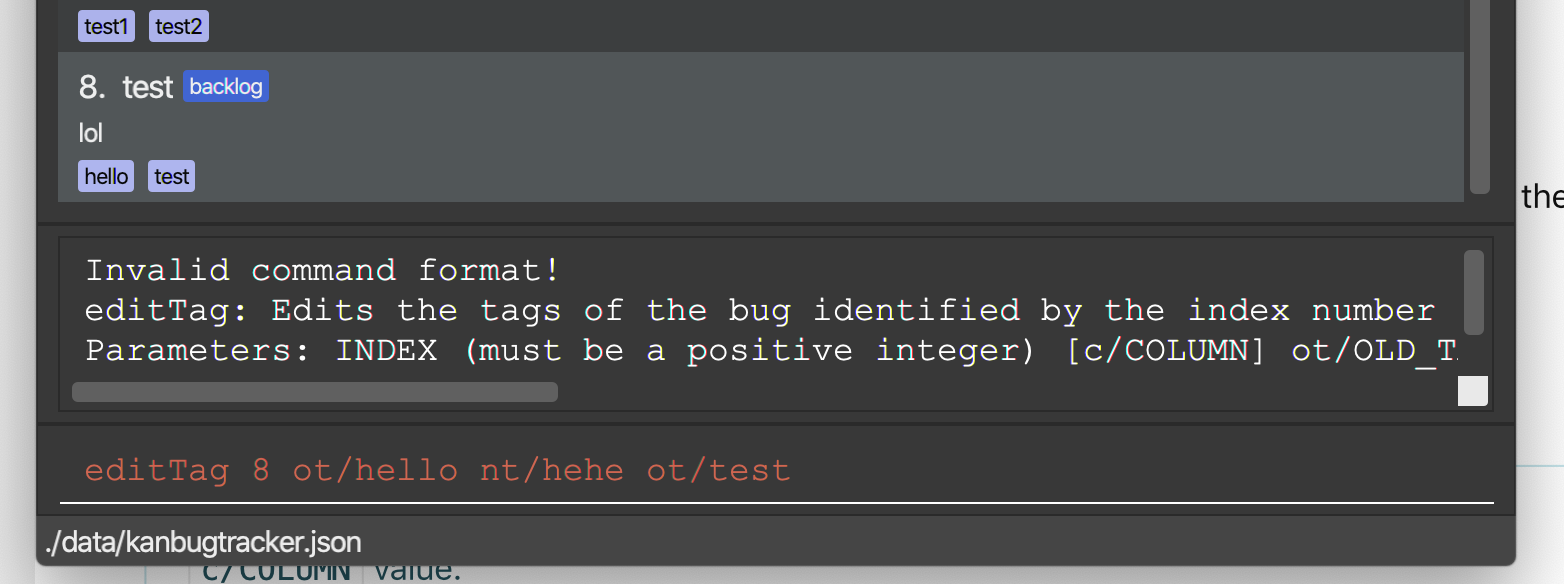 test1 test2
8. test backlog
lol
hello test
the
Invalid command format!
editTag: Edits the tags of the bug identified by the index number
Parameters: INDEX (must be a positive integer) [c/COLUMN] ot/OLD_T
editTag 8 ot/hello nt/hehe ot/test
./data/kanbugtracker.json
c/COLUMN value.